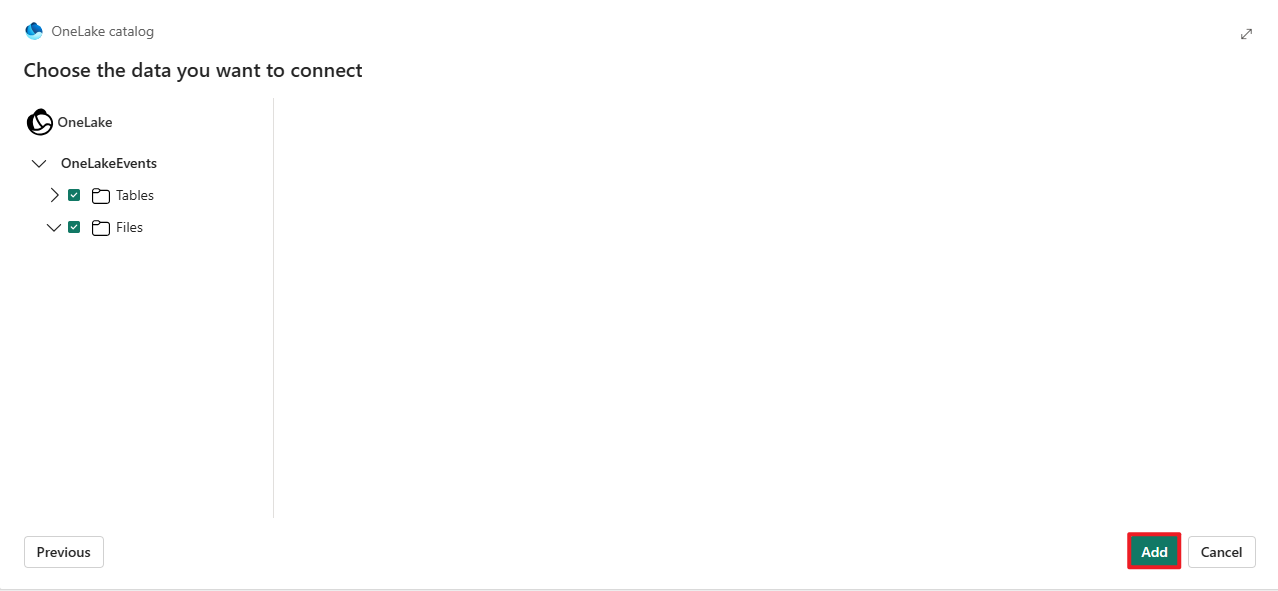 OneLake catalog
Choose the data you want to connect
OneLake
OneLakeEvents
Tables
Files
Previous
Add
Cancel